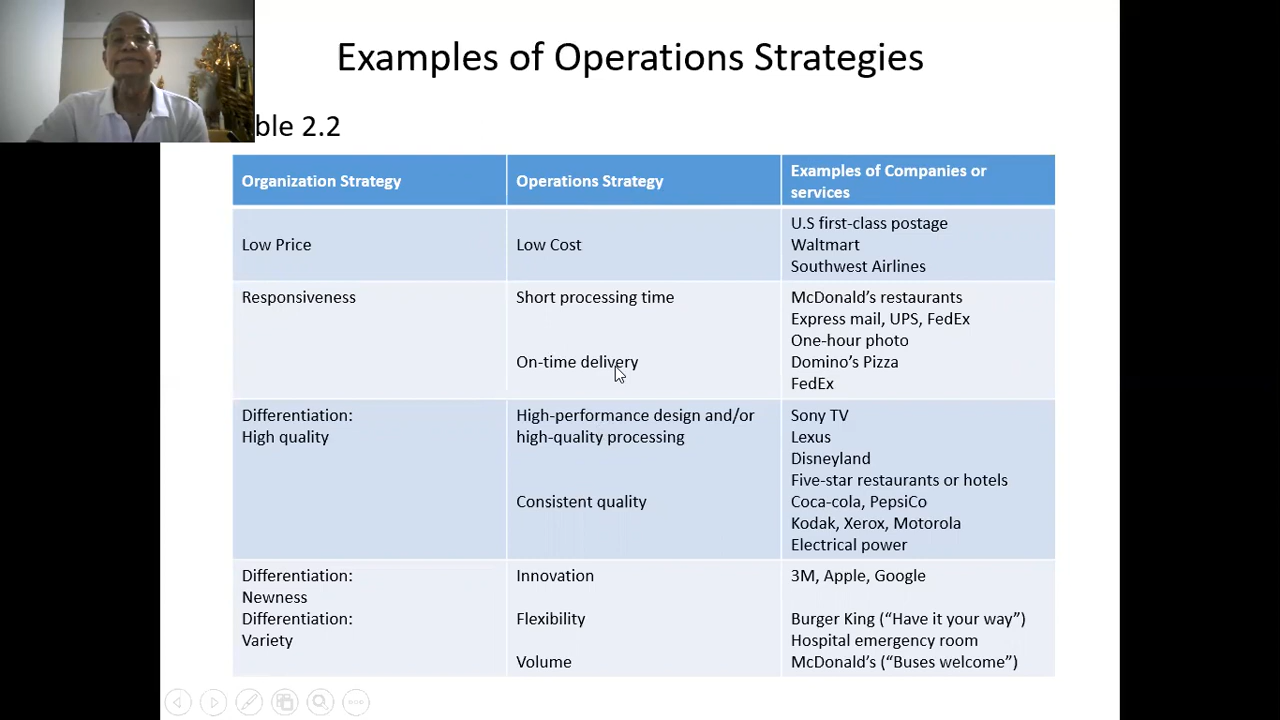 Examples of Operations Strategies
ble 2.2
Organization Strategy
Operations Strategy
Examples of Companies or
services
Low Price
Low Cost
U.S first-class postage
Waltmart
Southwest Airlines
Responsiveness
Short processing time
On-time delivery
McDonald’s restaurants
Express mail, UPS, FedEx
One-hour photo
Domino’s Pizza
FedEx
Differentiation:
High quality
High-performance design and/or
high-quality processing
Consistent quality
Sony TV
Lexus
Disneyland
Five-star restaurants or hotels
Coca-cola, PepsiCo
Kodak, Xerox, Motorola
Electrical power
Differentiation:
Newness
Differentiation:
Variety
Innovation
Flexibility
Volume
3M, Apple, Google
Burger King (“Have it your way”)
Hospital emergency room
McDonald’s (“Buses welcome”)